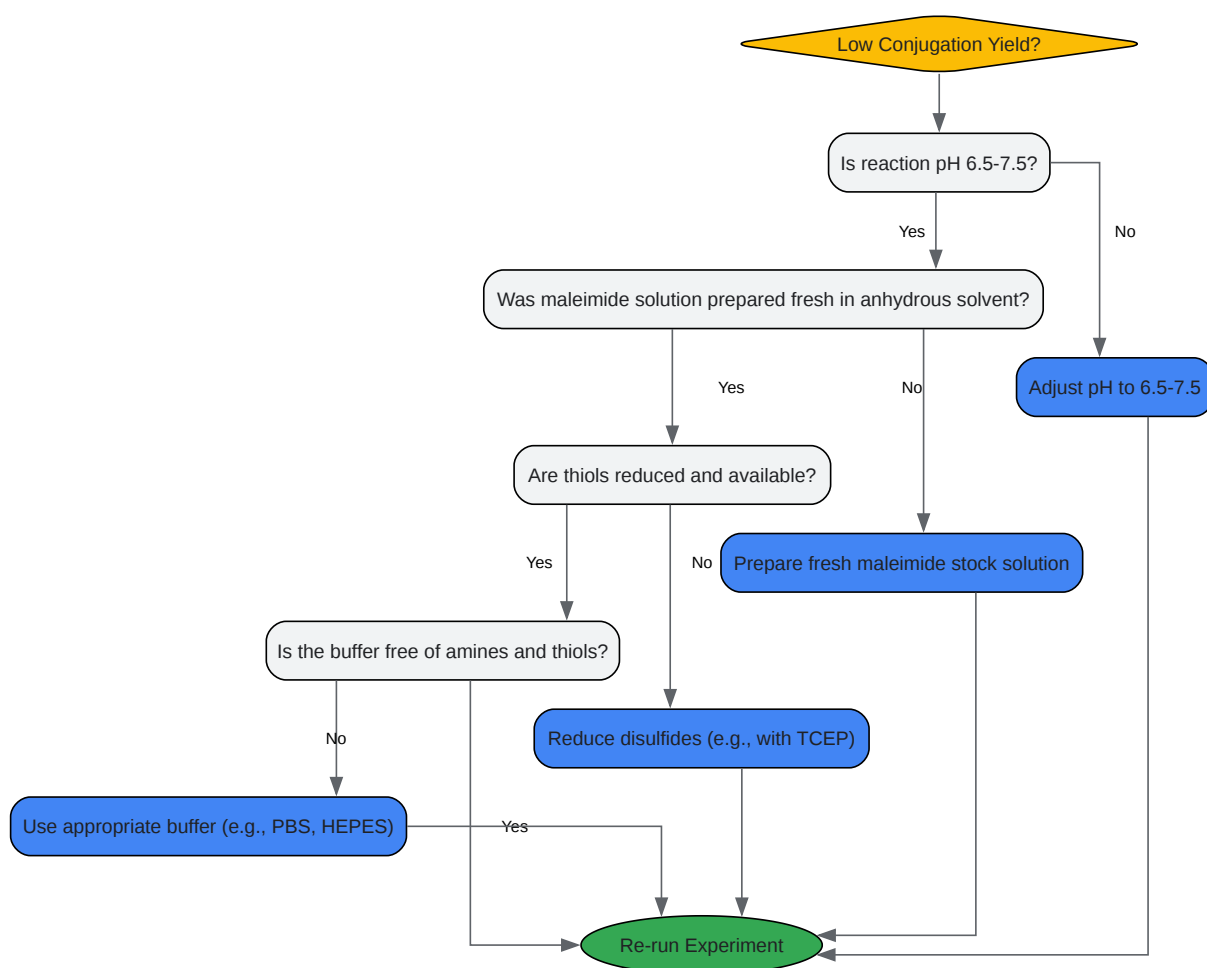 Low Conjugation Yield?
Is reaction pH 6.5-7.5?
Yes
No
Was maleimide solution prepared fresh in anhydrous solvent?
Yes
No
Adjust pH to 6.5-7.5
Are thiols reduced and available?
Yes
No
Prepare fresh maleimide stock solution
Is the buffer free of amines and thiols?
No
Reduce disulfides (e.g., with TCEP)
Use appropriate buffer (e.g., PBS, HEPES)
Yes
Re-run Experiment